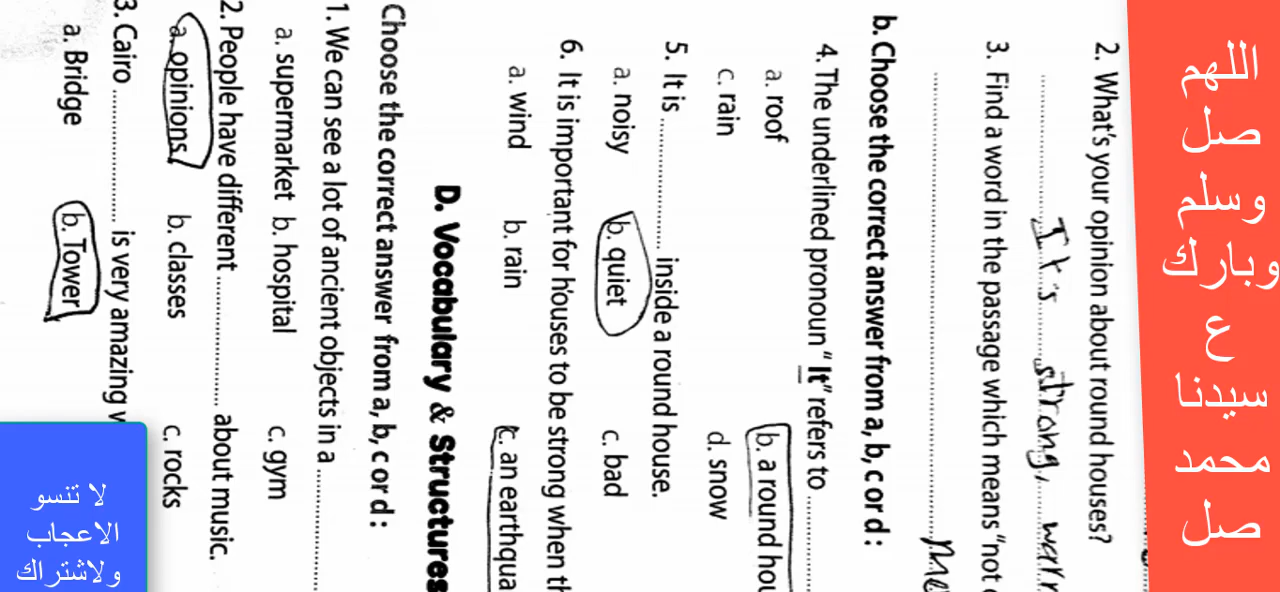 اللهم
صل
وسلم
وبارك
ع
سيدنا
محمد
صل
2. What's your opinion about round houses?
It's strong,
3. Find a word in the passage which means "not
b. Choose the correct answer from a, b, c or d :
4. The underlined pronoun "It" refers to
a. roof b. a round
c. rain d. snow
5. It is ............ inside a round house.
a. noisy b. quiet c. bad
6. It is important for houses to be strong when
a. wind b. rain c. an
D. Vocabulary & Structures
Choose the correct answer from a, b, c or d :
1. We can see a lot of ancient objects in a
a. supermarket b. hospital c. gym
2. People have different ............ about music.
a. opinions b. classes c. rocks
3. Cairo ............ is very amazing
a. Bridge b. Tower
لا تنسو
الاعجاب
ولاشتراك